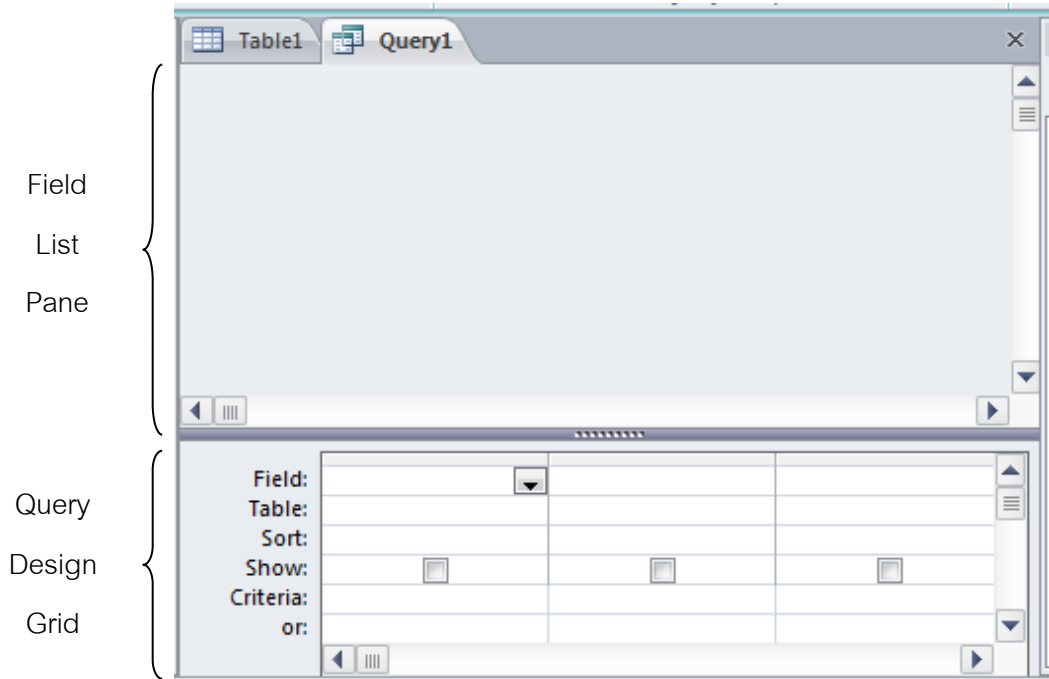 Table1 Query1
Field
List
Pane
Query
Design
Grid
Field:
Table:
Sort:
Show:
Criteria:
or: